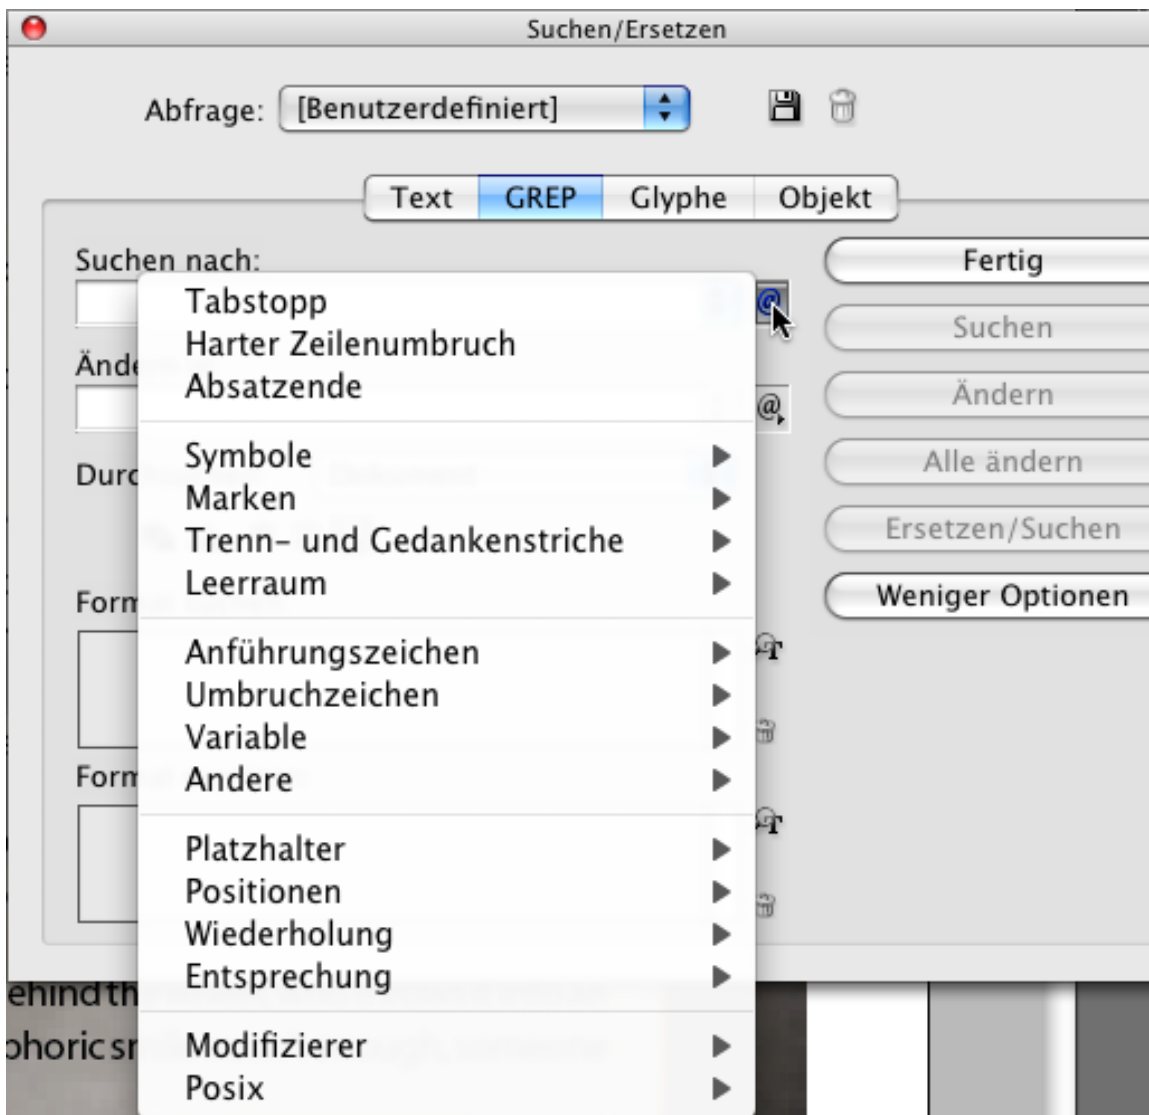 Suchen/Ersetzen
Abfrage: [Benutzerdefiniert]
Text GREP Glyphe Objekt
Suchen nach:
@
Fertig
Tabstopp
Harter Zeilenumbruch
Absatzende
Suchen
Ändern
@
Symbole
Marken
Trenn- und Gedankenstriche
Leerraum
Alle ändern
Ersetzen/Suchen
Weniger Optionen
Anführungszeichen
Umbruchzeichen
Variable
Andere
Platzhalter
Positionen
Wiederholung
Entsprechung
Modifizierer
Posix